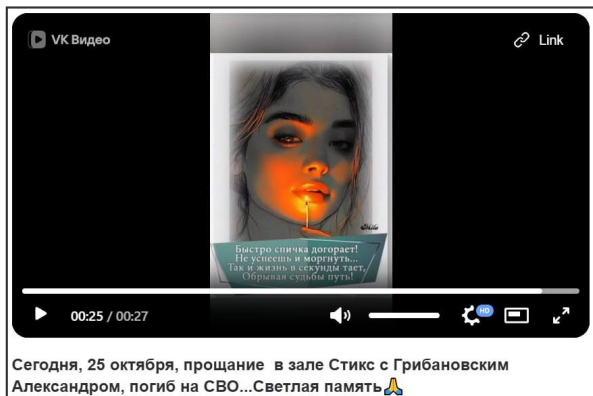 VK Видео
Link
Быстро спичка догорает!
Не успеешь и моргнуть...
Так и жизнь в секунды тает,
Обрывая судьбы путь!
00:25 / 00:27
HD
Сегодня, 25 октября, прощание в зале Стикс с Грибановским
Александром, погиб на СВО...Светлая память🙏